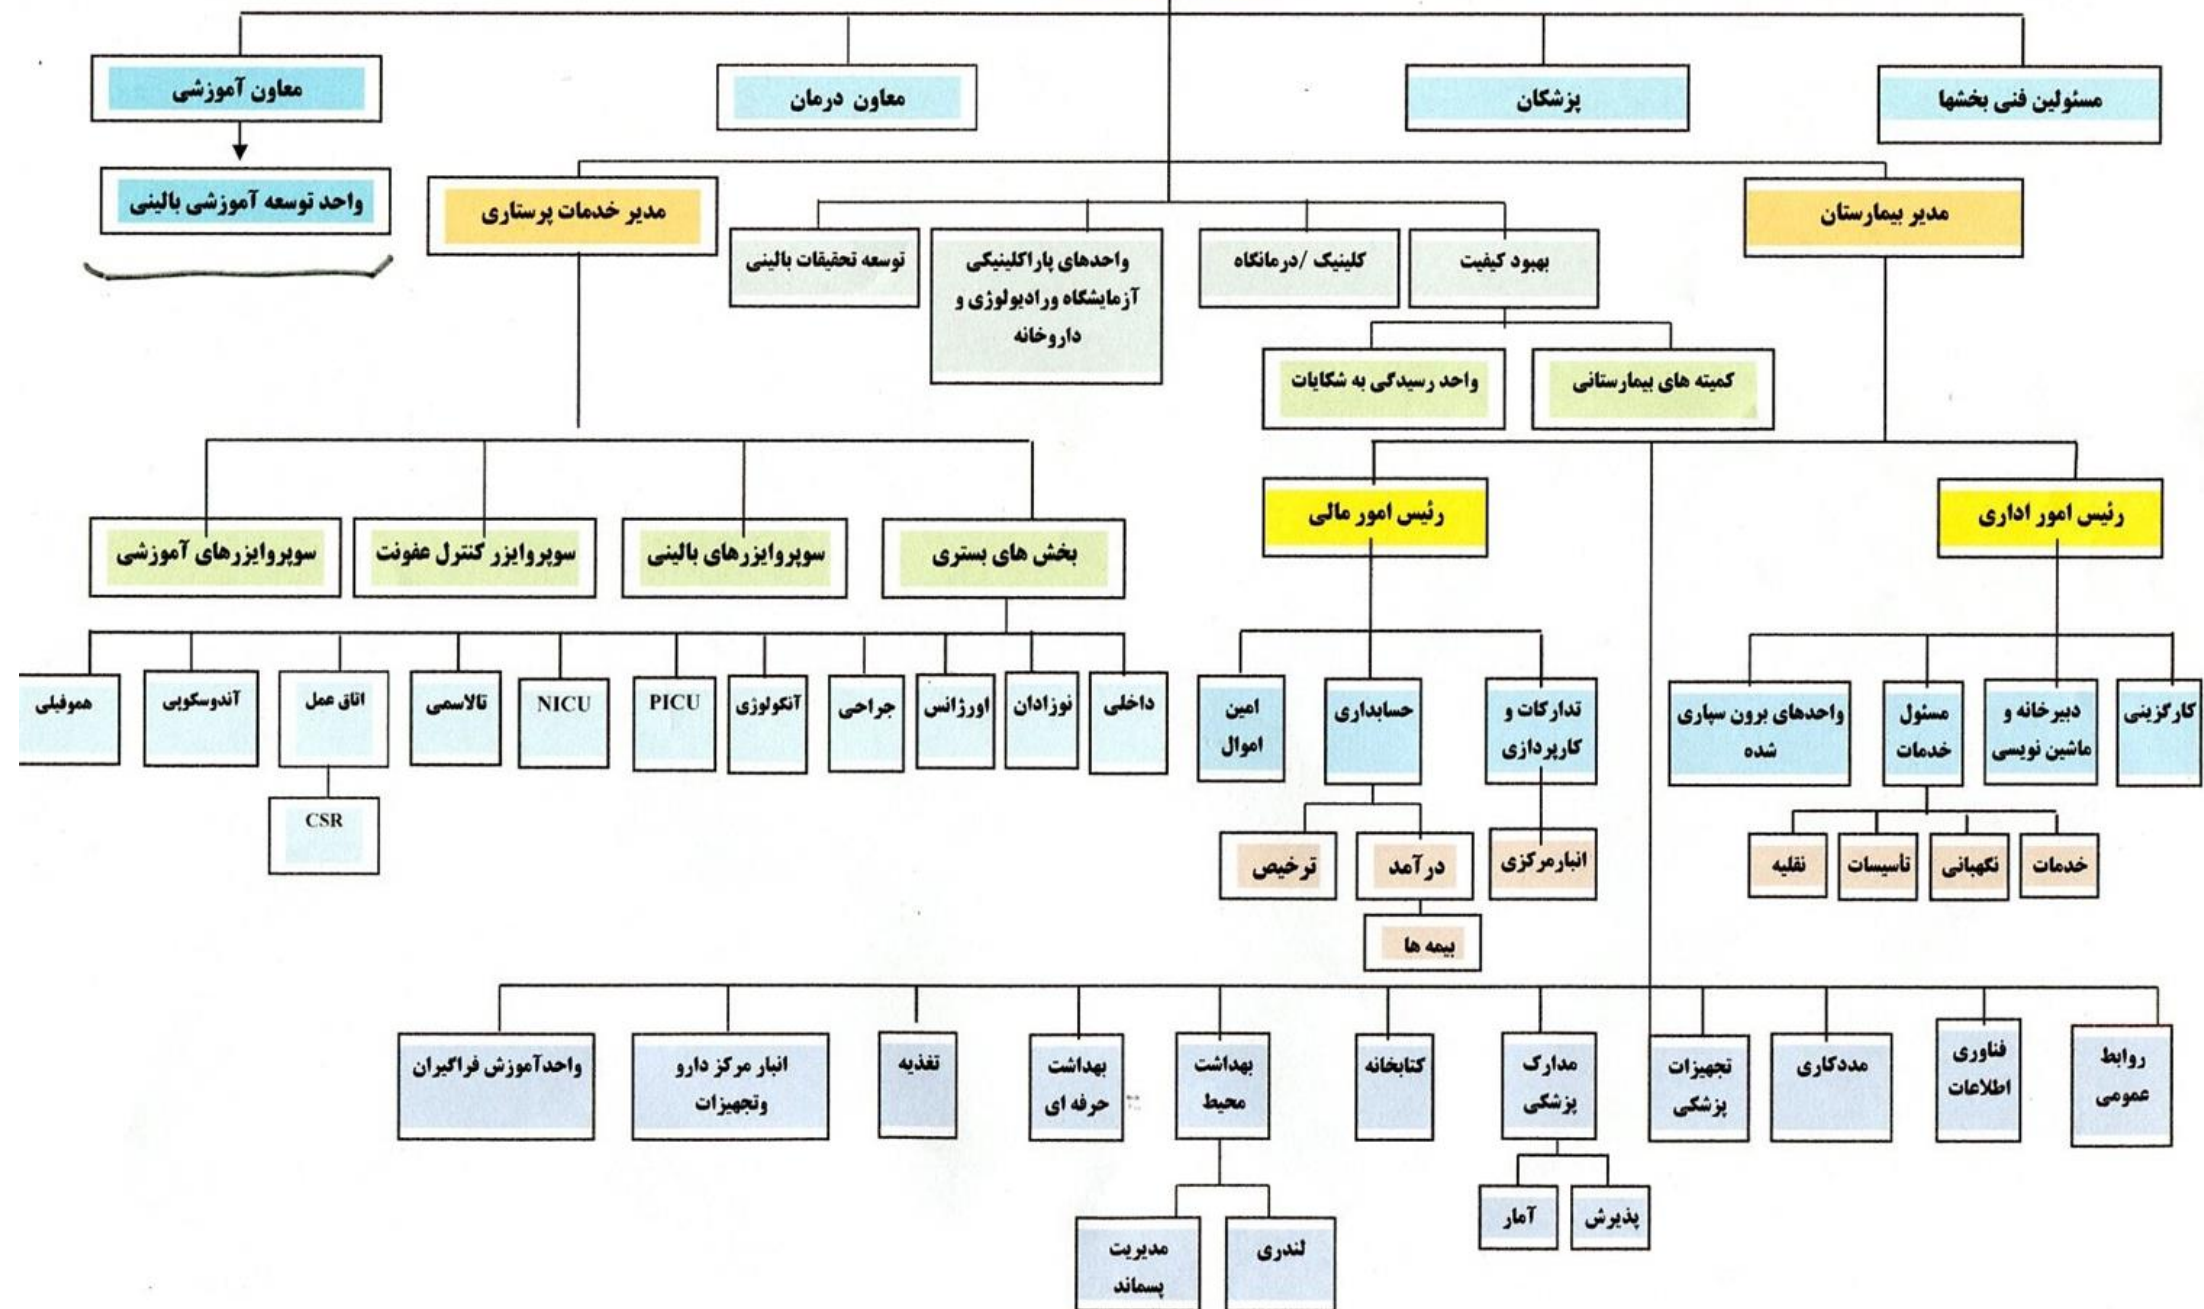 مسئولین فنی بخشها
پزشکان
معاون درمان
معاون آموزشی
واحد توسعه آموزشی بالینی
مدیر بیمارستان
مدیر خدمات پرستاری
بهبود کیفیت
کلینیک /درمانگاه
واحدهای پاراکلینیکی
آزمایشگاه ورادیولوژی و
داروخانه
توسعه تحقیقات بالینی
کمیته های بیمارستانی
واحد رسیدگی به شکایات
رئیس امور اداری
رئیس امور مالی
بخش های بستری
سوپروایزرهای بالینی
سوپروایزر کنترل عفونت
سوپروایزرهای آموزشی
کارگزینی
دبیرخانه و
ماشین نویسی
مسئول
خدمات
واحدهای برون سپاری
شده
تدارکات و
کارپردازی
حسابداری
امین
اموال
داخلی
نوزادان
اورژانس
جراحی
آنکولوژی
PICU
NICU
تالاسمی
اتاق عمل
آندوسکوپی
هموفیلی
CSR
خدمات
نگهبانی
تأسیسات
نقلیه
انبارمرکزی
درآمد
ترخیص
بیمه ها
روابط
عمومی
فناوری
اطلاعات
مددکاری
تجهیزات
پزشکی
مدارک
پزشکی
کتابخانه
بهداشت
محیط
بهداشت
حرفه ای
تغذیه
انبار مرکز دارو
وتجهیزات
واحدآموزش فراگیران
پذیرش
آمار
لندری
مدیریت
پسماند